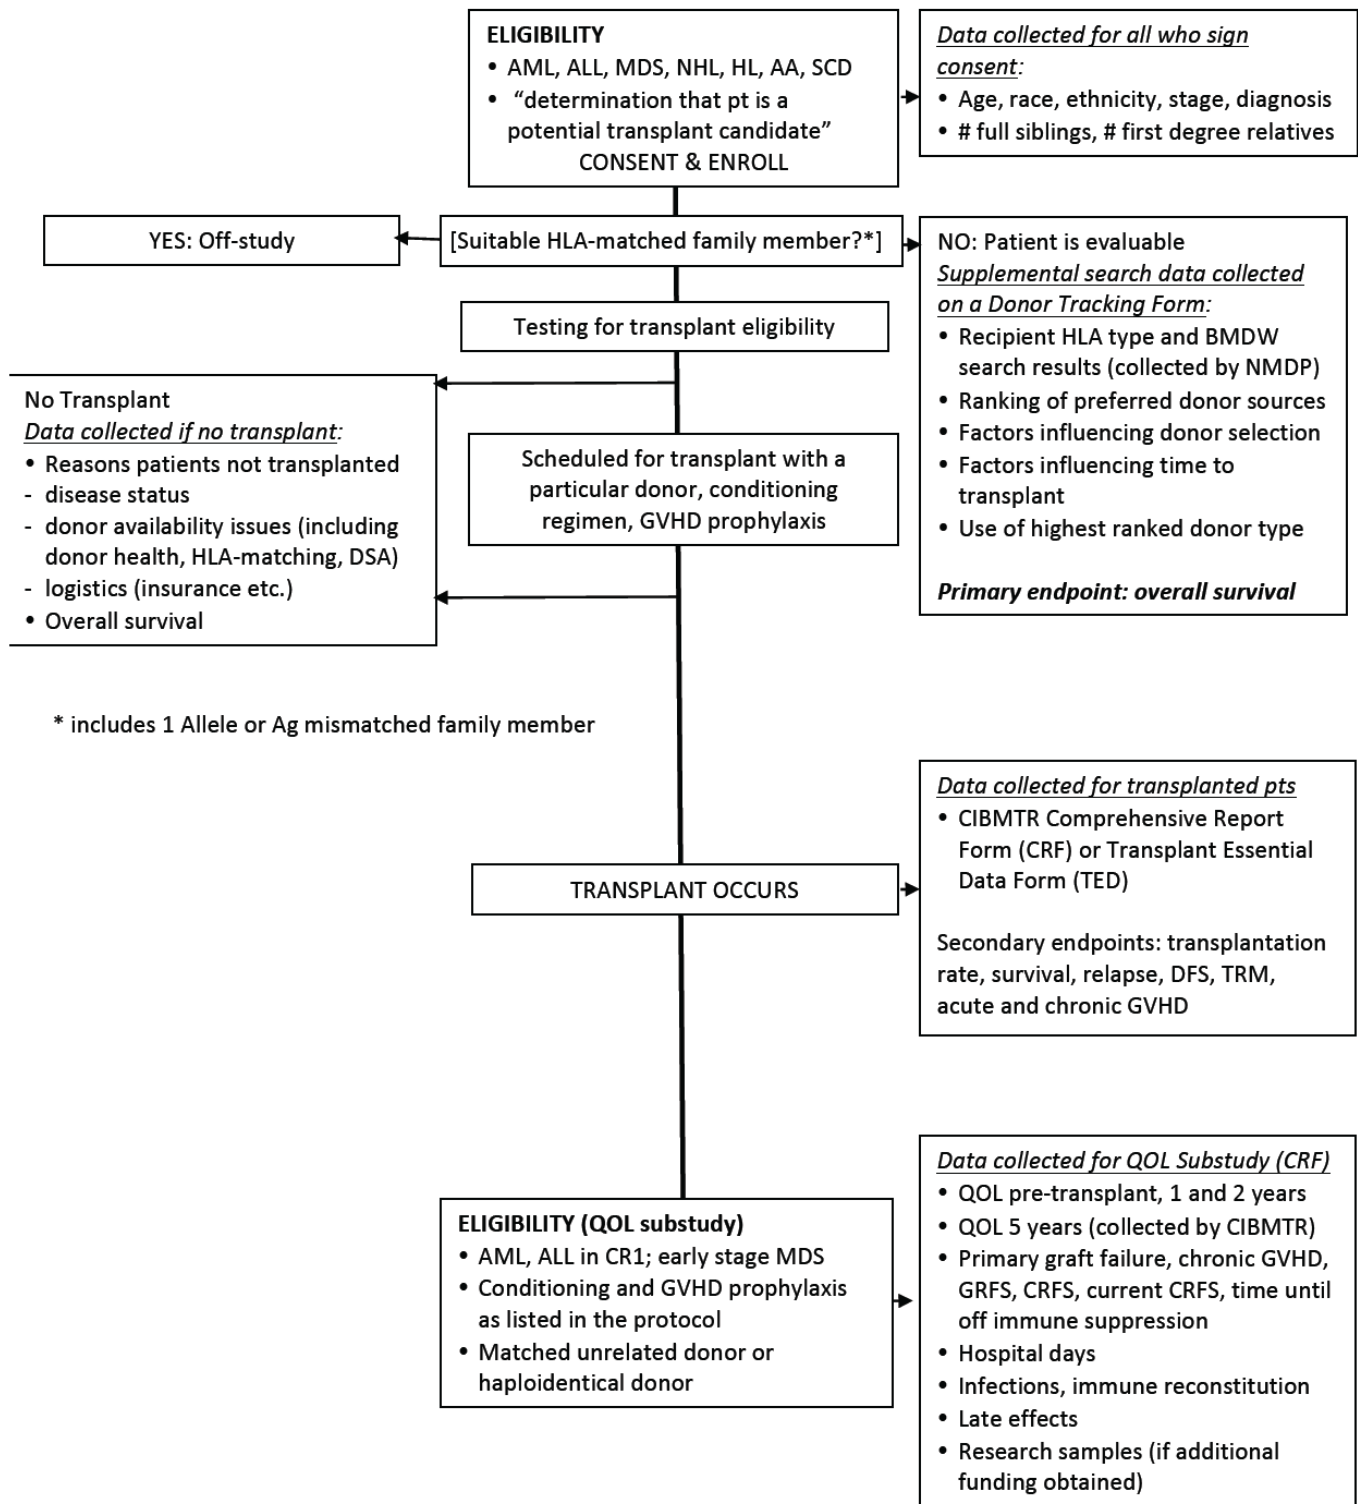 ELIGIBILITY
• AML, ALL, MDS, NHL, HL, AA, SCD
• “determination that pt is a
potential transplant candidate”
CONSENT & ENROLL
Data collected for all who sign
consent:
• Age, race, ethnicity, stage, diagnosis
• # full siblings, # first degree relatives
YES: Off-study
[Suitable HLA-matched family member?*]
NO: Patient is evaluable
Supplemental search data collected
on a Donor Tracking Form:
• Recipient HLA type and BMDW
search results (collected by NMDP)
• Ranking of preferred donor sources
• Factors influencing donor selection
• Factors influencing time to
transplant
• Use of highest ranked donor type
Primary endpoint: overall survival
Testing for transplant eligibility
No Transplant
Data collected if no transplant:
• Reasons patients not transplanted
- disease status
- donor availability issues (including
donor health, HLA-matching, DSA)
- logistics (insurance etc.)
• Overall survival
Scheduled for transplant with a
particular donor, conditioning
regimen, GVHD prophylaxis
* includes 1 Allele or Ag mismatched family member
TRANSPLANT OCCURS
Data collected for transplanted pts
• CIBMTR Comprehensive Report
Form (CRF) or Transplant Essential
Data Form (TED)
Secondary endpoints: transplantation
rate, survival, relapse, DFS, TRM,
acute and chronic GVHD
ELIGIBILITY (QOL substudy)
• AML, ALL in CR1; early stage MDS
• Conditioning and GVHD prophylaxis
as listed in the protocol
• Matched unrelated donor or
haploidentical donor
Data collected for QOL Substudy (CRF)
• QOL pre-transplant, 1 and 2 years
• QOL 5 years (collected by CIBMTR)
• Primary graft failure, chronic GVHD,
GRFS, CRFS, current CRFS, time until
off immune suppression
• Hospital days
• Infections, immune reconstitution
• Late effects
• Research samples (if additional
funding obtained)